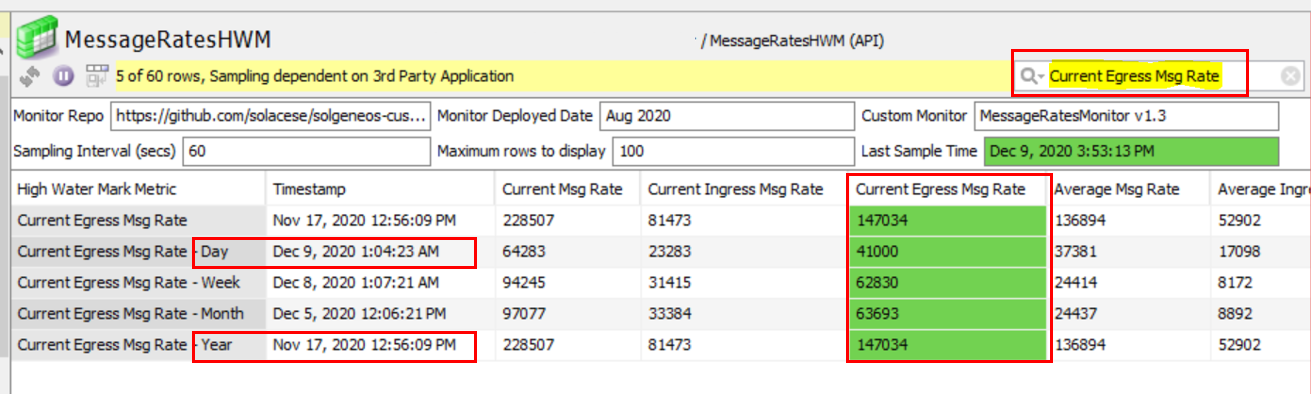 MessageRatesHWM
/ MessageRatesHWM (API)
5 of 60 rows, Sampling dependent on 3rd Party Application
Current Egress Msg Rate
Monitor Repo https://github.com/solacese/solgeneos-cus... Monitor Deployed Date Aug 2020 Custom Monitor MessageRatesMonitor v1.3
Sampling Interval (secs) 60 Maximum rows to display 100 Last Sample Time Dec 9, 2020 3:53:13 PM
High Water Mark Metric Timestamp Current Msg Rate Current Ingress Msg Rate Current Egress Msg Rate Average Msg Rate Average Ingre
Current Egress Msg Rate Nov 17, 2020 12:56:09 PM 228507 81473 147034 136894 52902
Current Egress Msg Rate - Day Dec 9, 2020 1:04:23 AM 64283 23283 41000 37381 17098
Current Egress Msg Rate - Week Dec 8, 2020 1:07:21 AM 94245 31415 62830 24414 8172
Current Egress Msg Rate - Month Dec 5, 2020 12:06:21 PM 97077 33384 63693 24437 8892
Current Egress Msg Rate - Year Nov 17, 2020 12:56:09 PM 228507 81473 147034 136894 52902